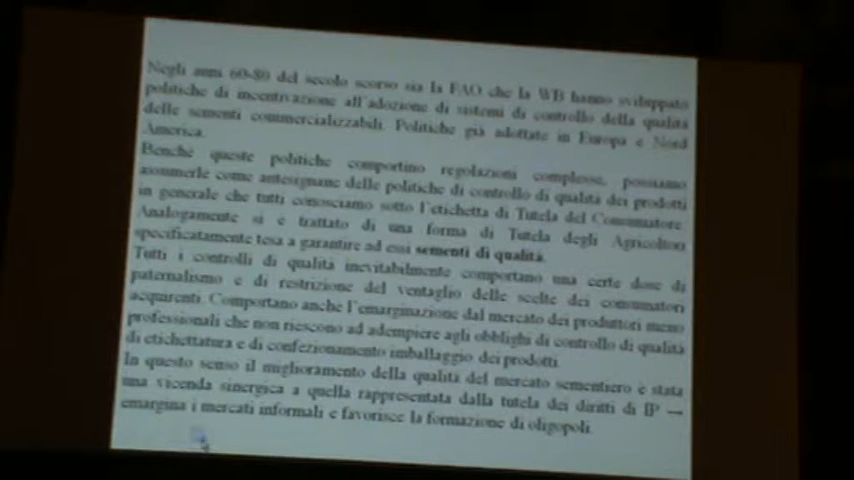 Negli anni 60-80 del secolo scorso sia la FAO che la WB hanno sviluppato
politiche di incentivazione all'adozione di sistemi di controllo della qualità
delle sementi commercializzabili. Politiche già adottate in Europa e Nord
America.
Benché queste politiche comportino regolazioni complesse, possiamo
assumerle come antesignane delle politiche di controllo di qualità dei prodotti
in generale che tutti conosciamo sotto l'etichetta di Tutela del Consumatore.
Analogamente si è trattato di una forma di Tutela degli Agricoltori
specificatamente tesa a garantire ad essi sementi di qualità.
Tutti i controlli di qualità inevitabilmente comportano una certe dose di
paternalismo e di restrizione del ventaglio delle scelte dei consumatori
acquirenti. Comportano anche l'emarginazione dal mercato dei produttori meno
professionali che non riescono ad adempiere agli obblighi di controllo di qualità
di etichettatura e di confezionamento imballaggio dei prodotti.
In questo senso il miglioramento della qualità del mercato sementiero è stata
una vicenda sinergica a quella rappresentata dalla tutela dei diritti di IP →
emargina i mercati informali e favorisce la formazione di oligopoli.